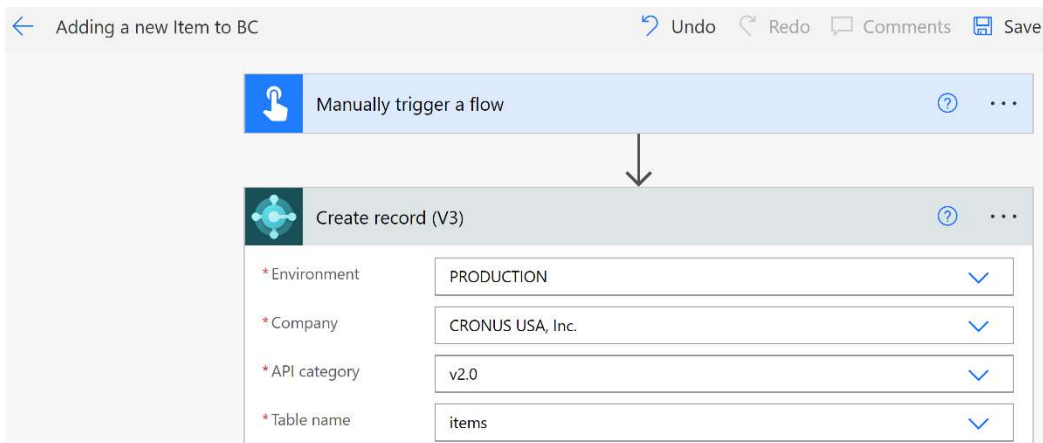 Adding a new Item to BC Undo Redo Comments Save
Manually trigger a flow
Create record (V3)
*Environment PRODUCTION
*Company CRONUS USA, Inc.
*API category v2.0
*Table name items